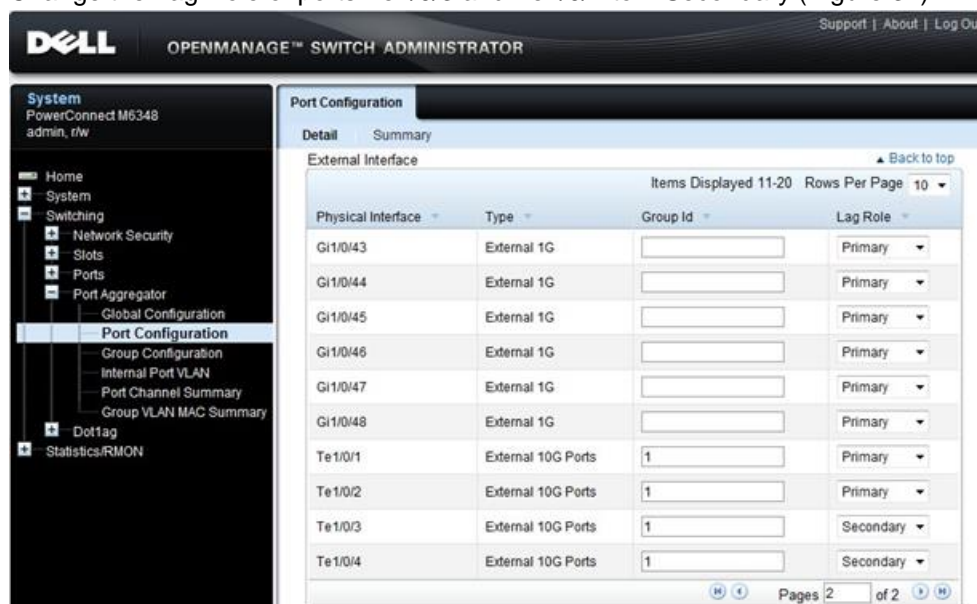 Support | About | Log Ou
DELL OPENMANAGE™ SWITCH ADMINISTRATOR
System
PowerConnect M6348
admin, r/w
Home
System
Switching
Network Security
Slots
Ports
Port Aggregator
Global Configuration
Port Configuration
Group Configuration
Internal Port VLAN
Port Channel Summary
Group VLAN MAC Summary
Dot1ag
Statistics/RMON
Port Configuration
Detail Summary
External Interface Back to top
Items Displayed 11-20 Rows Per Page 10
Physical Interface Type Group Id Lag Role
Gi1/0/43 External 1G Primary
Gi1/0/44 External 1G Primary
Gi1/0/45 External 1G Primary
Gi1/0/46 External 1G Primary
Gi1/0/47 External 1G Primary
Gi1/0/48 External 1G Primary
Te1/0/1 External 10G Ports 1 Primary
Te1/0/2 External 10G Ports 1 Primary
Te1/0/3 External 10G Ports 1 Secondary
Te1/0/4 External 10G Ports 1 Secondary
Pages 2 of 2